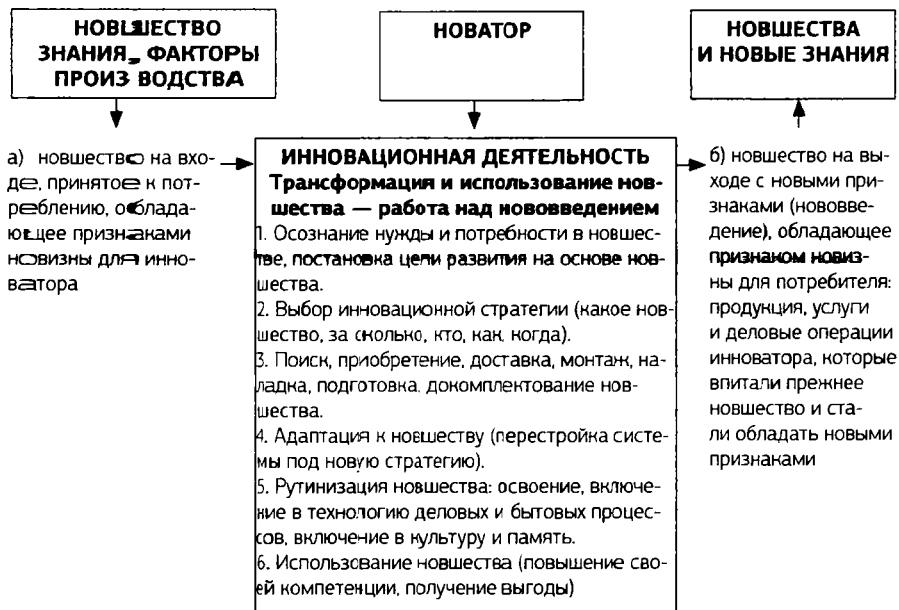 НОВШЕСТВО
ЗНАНИЯ, ФАКТОРЫ
ПРОИЗ ВОДСТВА
НОВАТОР
НОВШЕСТВА
И НОВЫЕ ЗНАНИЯ
а) новшество на вхо-
де, принятое к пот-
реблению, облада-
ющее признаками
новизны для инно-
ватора
ИННОВАЦИОННАЯ ДЕЯТЕЛЬНОСТЬ
Трансформация и использование нов-
шества — работа над нововведением
1. Осознание нужды и потребности в новшес-
тве, постановка цели развития на основе нов-
шества.
2. Выбор инновационной стратегии (какое нов-
шество, за сколько, кто, как, когда).
3. Поиск, приобретение, доставка, монтаж, на-
ладка, подготовка, докомплектование нов-
шества.
4. Адаптация к новшеству (перестройка систе-
мы под новую стратегию).
5. Рутинизация новшества: освоение, включе-
ние в технологию деловых и бытовых процес-
сов, включение в культуру и память.
6. Использование новшества (повышение сво-
ей компетенции, получение выгоды)
б) новшество на вы-
ходе с новыми при-
знаками (нововве-
дение), обладающее
признаком новиз-
ны для потребителя:
продукция, услуги
и деловые операции
инноватора, которые
впитали прежнее
новшество и ста-
ли обладать новыми
признаками